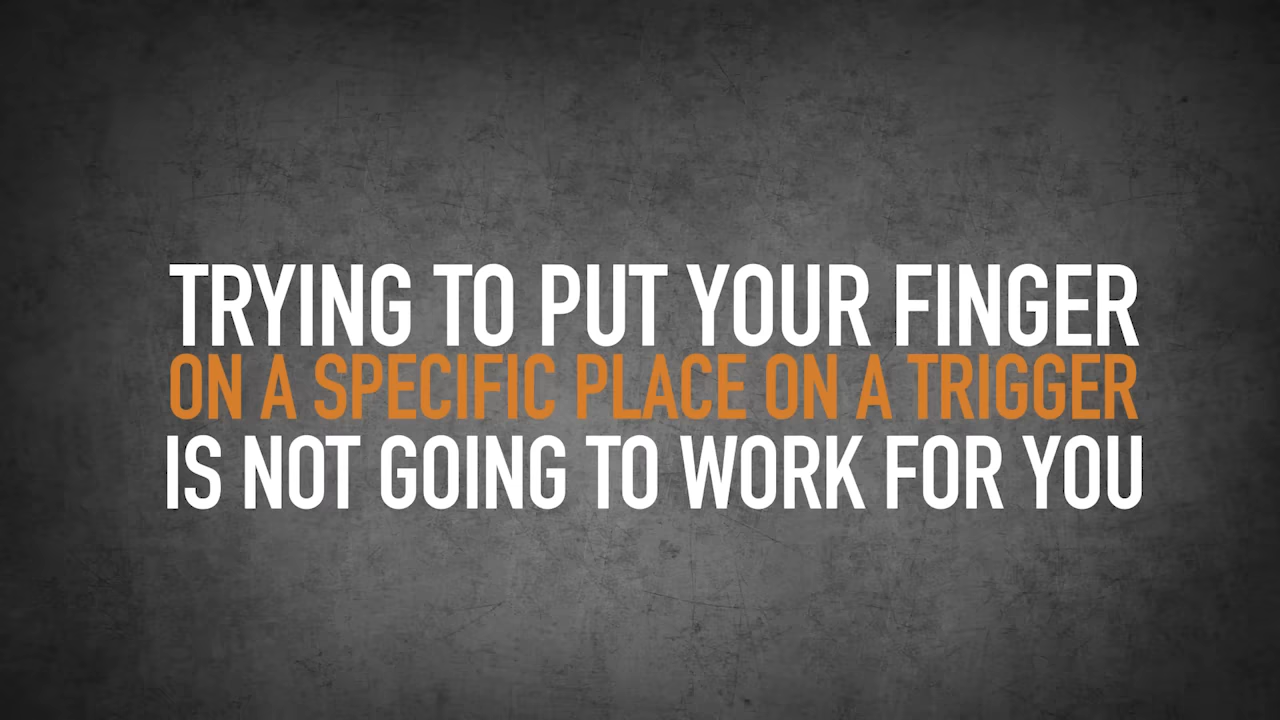 TRYING TO PUT YOUR FINGER
ON A SPECIFIC PLACE ON A TRIGGER
IS NOT GOING TO WORK FOR YOU